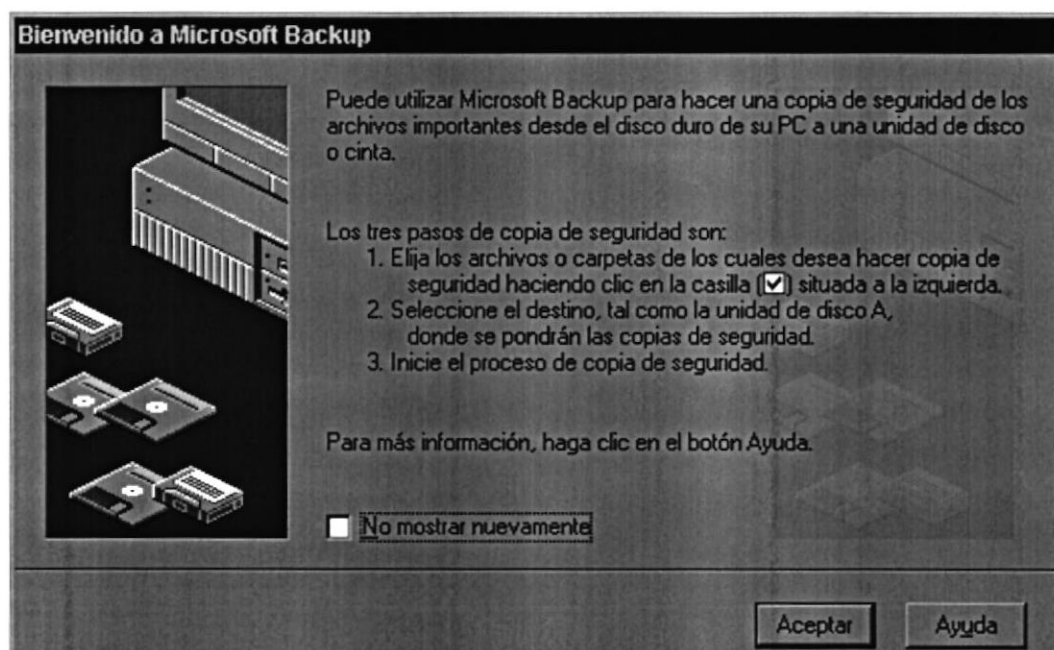 Bienvenido a Microsoft Backup
Puede utilizar Microsoft Backup para hacer una copia de seguridad de los
archivos importantes desde el disco duro de su PC a una unidad de disco
o cinta.
Los tres pasos de copia de seguridad son:
1. Elija los archivos o carpetas de los cuales desea hacer copia de
seguridad haciendo clic en la casilla (☑) situada a la izquierda.
2. Seleccione el destino, tal como la unidad de disco A,
donde se pondrán las copias de seguridad.
3. Inicie el proceso de copia de seguridad.
Para más información, haga clic en el botón Ayuda.
No mostrar nuevamente
Aceptar
Ayuda